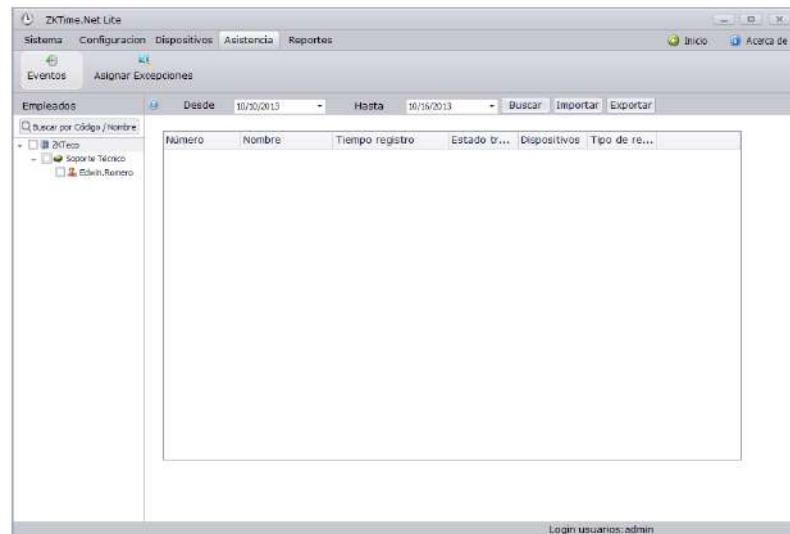 ZKTime.Net Lite
Sistema Configuracion Dispositivos Asistencia Reportes Inicio Acerca de
Eventos Asignar Excepciones
Empleados Desde 10/10/2013 Hasta 10/16/2013 Buscar Importar Exportar
Buscar por Código / Nombre
Número Nombre Tiempo registro Estado tr... Dispositivos Tipo de re...
ZKTeco
Soporte Técnico
Edwin.Romero
Login usuarios: admin